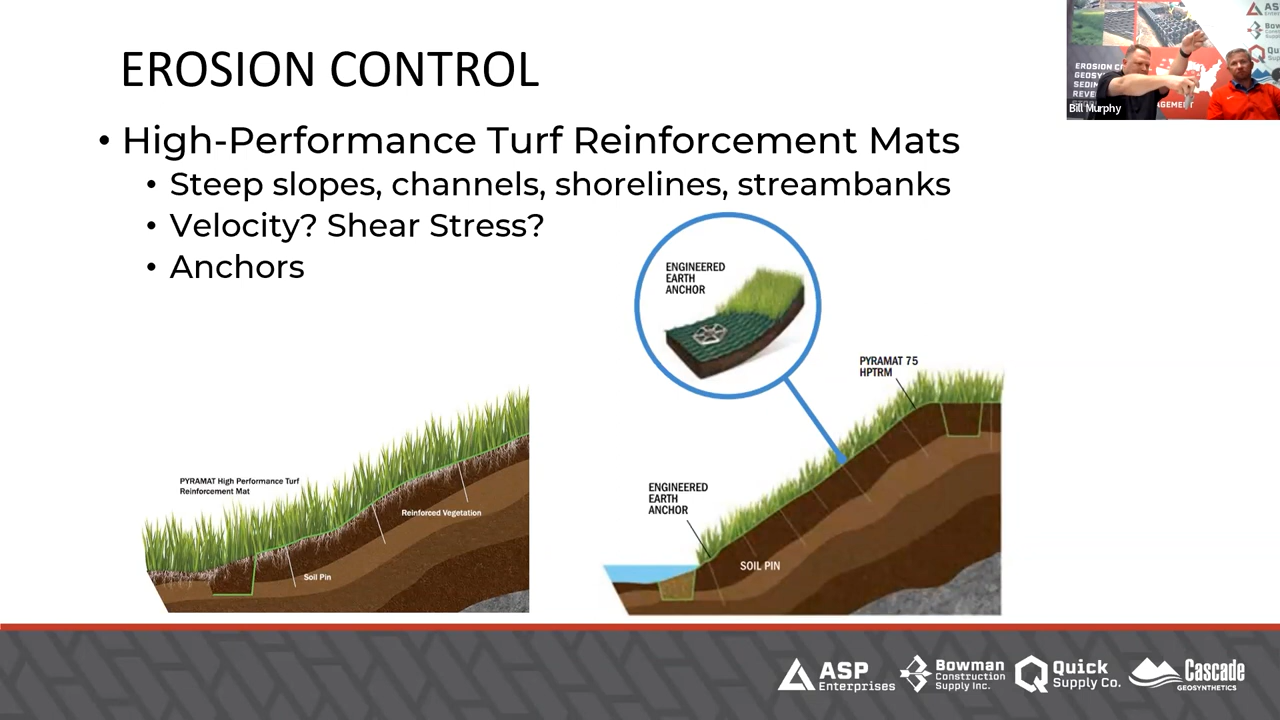 EROSION CONTROL
• High-Performance Turf Reinforcement Mats
• Steep slopes, channels, shorelines, streambanks
• Velocity? Shear Stress?
• Anchors
ENGINEERED
EARTH
ANCHOR
PYRAMAT 75
HPTRM
PYRAMAT High Performance Turf
Reinforcement Mat
Reinforced Vegetation
Soil Pin
ENGINEERED
EARTH
ANCHOR
SOIL PIN
ASP
Enterprises
Bowman
Construction
Supply Inc.
Quick
Supply Co.
Cascade
GEOSYNTHETICS
ASP
EROSION
Bill Murphy